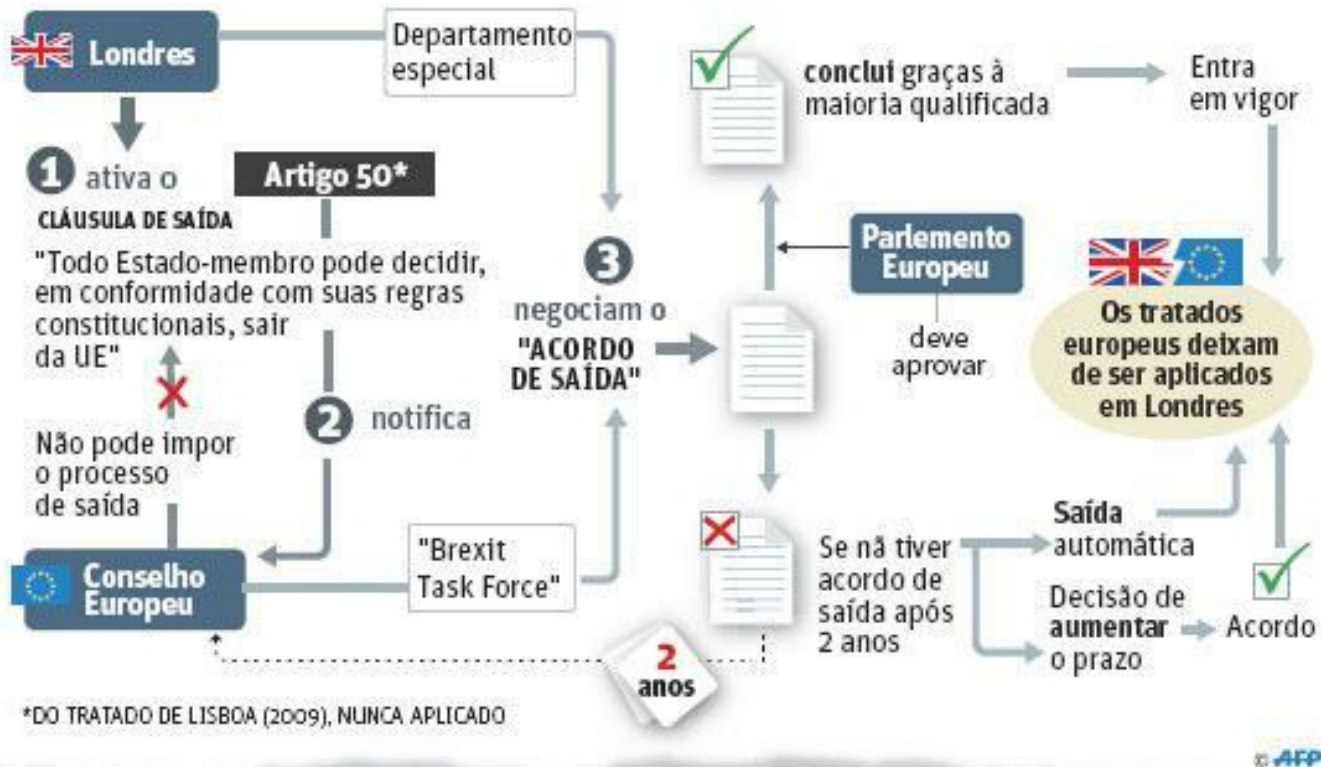 Londres
Departamento
especial
1 ativa o
CLÁUSULA DE SAÍDA
Artigo 50*
"Todo Estado-membro pode decidir,
em conformidade com suas regras
constitucionais, sair
da UE"
Não pode impor
o processo
de saída
2 notifica
Conselho
Europeu
"Brexit
Task Force"
3
negociam o
"ACORDO
DE SAÍDA"
conclui graças à
maioria qualificada
Entra
em vigor
Parlemento
Europeu
deve
aprovar
Os tratados
europeus deixam
de ser aplicados
em Londres
Se nã tiver
acordo de
saída após
2 anos
Saída
automática
Decisão de
aumentar
o prazo
Acordo
2
anos
*DO TRATADO DE LISBOA (2009), NUNCA APLICADO
© AFP